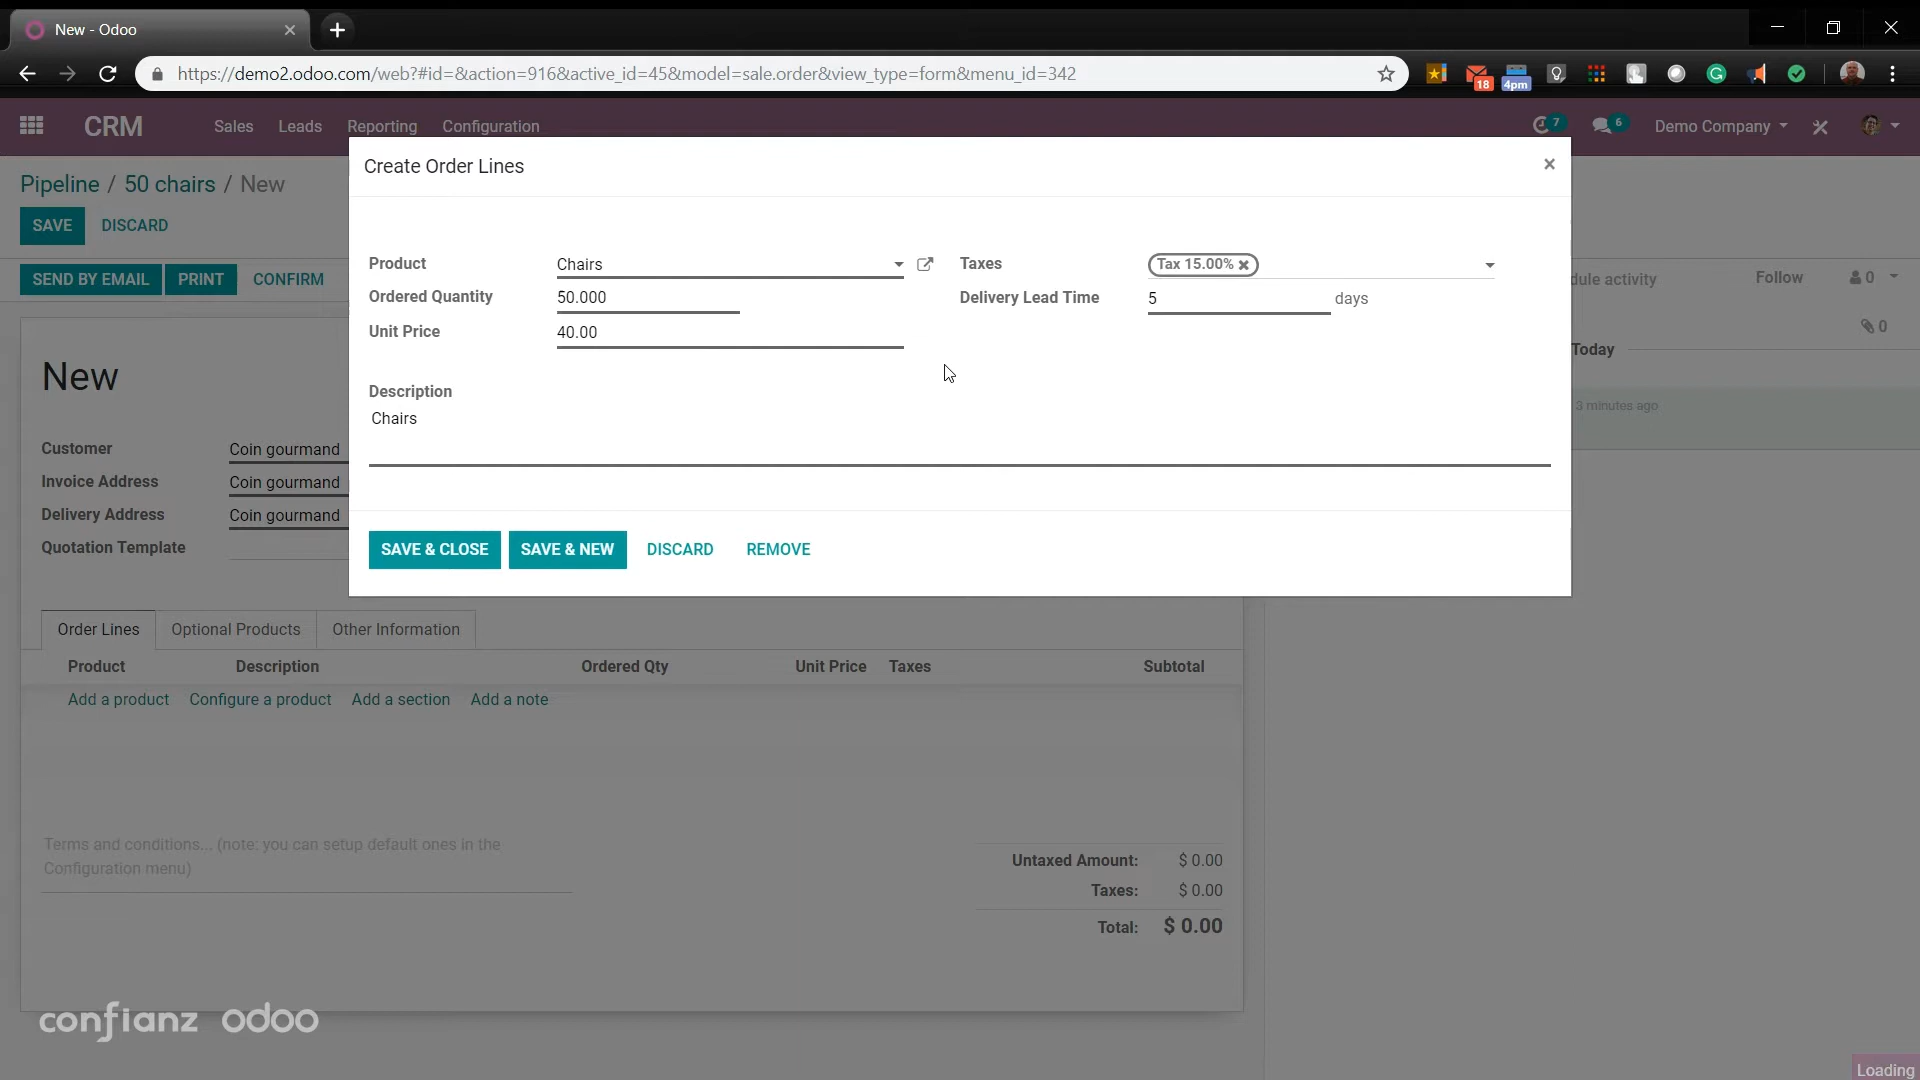 New - Odoo
https://demo2.odoo.com/web?#id=&action=916&active_id=45&model=sale.order&view_type=form&menu_id=342
18
4pm
CRM Sales Leads Reporting Configuration
7
6
Demo Company
Create Order Lines
Pipeline / 50 chairs / New
SAVE DISCARD
SEND BY EMAIL PRINT CONFIRM
dule activity
Follow
0
0
Today
3 minutes ago
Product Chairs
Ordered Quantity 50.000
Unit Price 40.00
Taxes Tax 15.00%
Delivery Lead Time 5 days
Description
Chairs
SAVE & CLOSE SAVE & NEW DISCARD REMOVE
New
Customer Coin gourmand
Invoice Address Coin gourmand
Delivery Address Coin gourmand
Quotation Template
Order Lines Optional Products Other Information
Product Description Ordered Qty Unit Price Taxes Subtotal
Add a product Configure a product Add a section Add a note
Terms and conditions... (note: you can setup default ones in the
Configuration menu)
Untaxed Amount: $ 0.00
Taxes: $ 0.00
Total: $ 0.00
confianz odoo
Loading